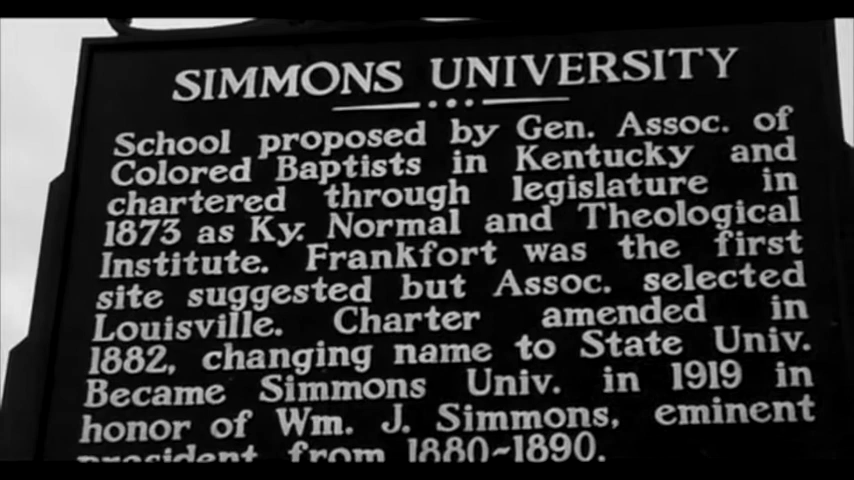 SIMMONS UNIVERSITY
School proposed by Gen. Assoc. of
Colored Baptists in Kentucky and
chartered through legislature in
1873 as Ky. Normal and Theological
Institute. Frankfort was the first
site suggested but Assoc. selected
Louisville. Charter amended in
1882, changing name to State Univ.
Became Simmons Univ. in 1919 in
honor of Wm. J. Simmons, eminent
president from 1880~1890.